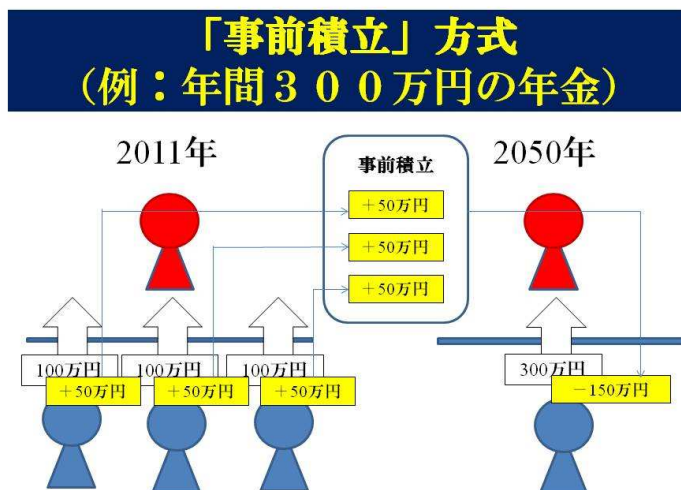 「事前積立」方式
（例：年間３００万円の年金）
2011年
事前積立
2050年
＋50万円
＋50万円
＋50万円
100万円
100万円
100万円
300万円
＋50万円
＋50万円
＋50万円
－150万円